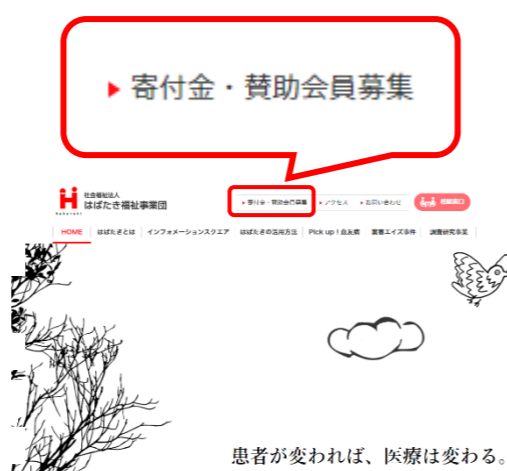 寄付金・賛助会員募集
社会福祉法人
はばたき福祉事業団
habataki
寄付金・賛助会員募集 アクセス お問い合わせ 相談窓口
HOME はばたきとは インフォメーションスクエア はばたきの活用方法 Pick up！血友病 薬害エイズ事件 調査研究事業
患者が変われば、医療は変わる。